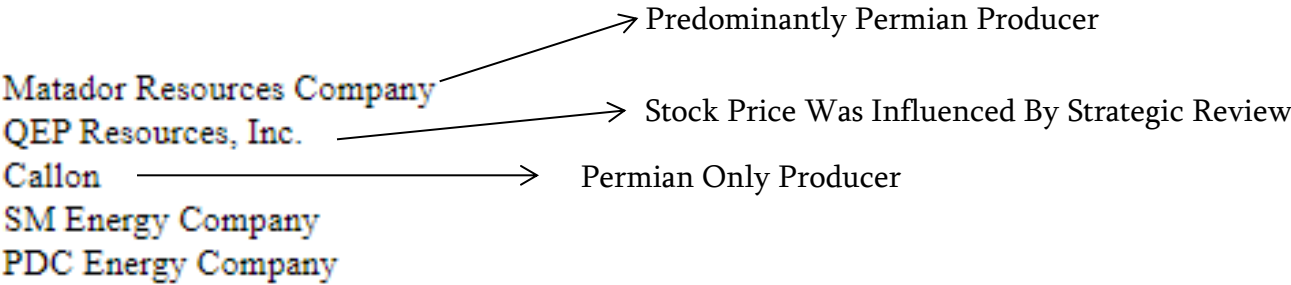 Predominantly Permian Producer
Matador Resources Company
Stock Price Was Influenced By Strategic Review
QEP Resources, Inc.
Callon
Permian Only Producer
SM Energy Company
PDC Energy Company